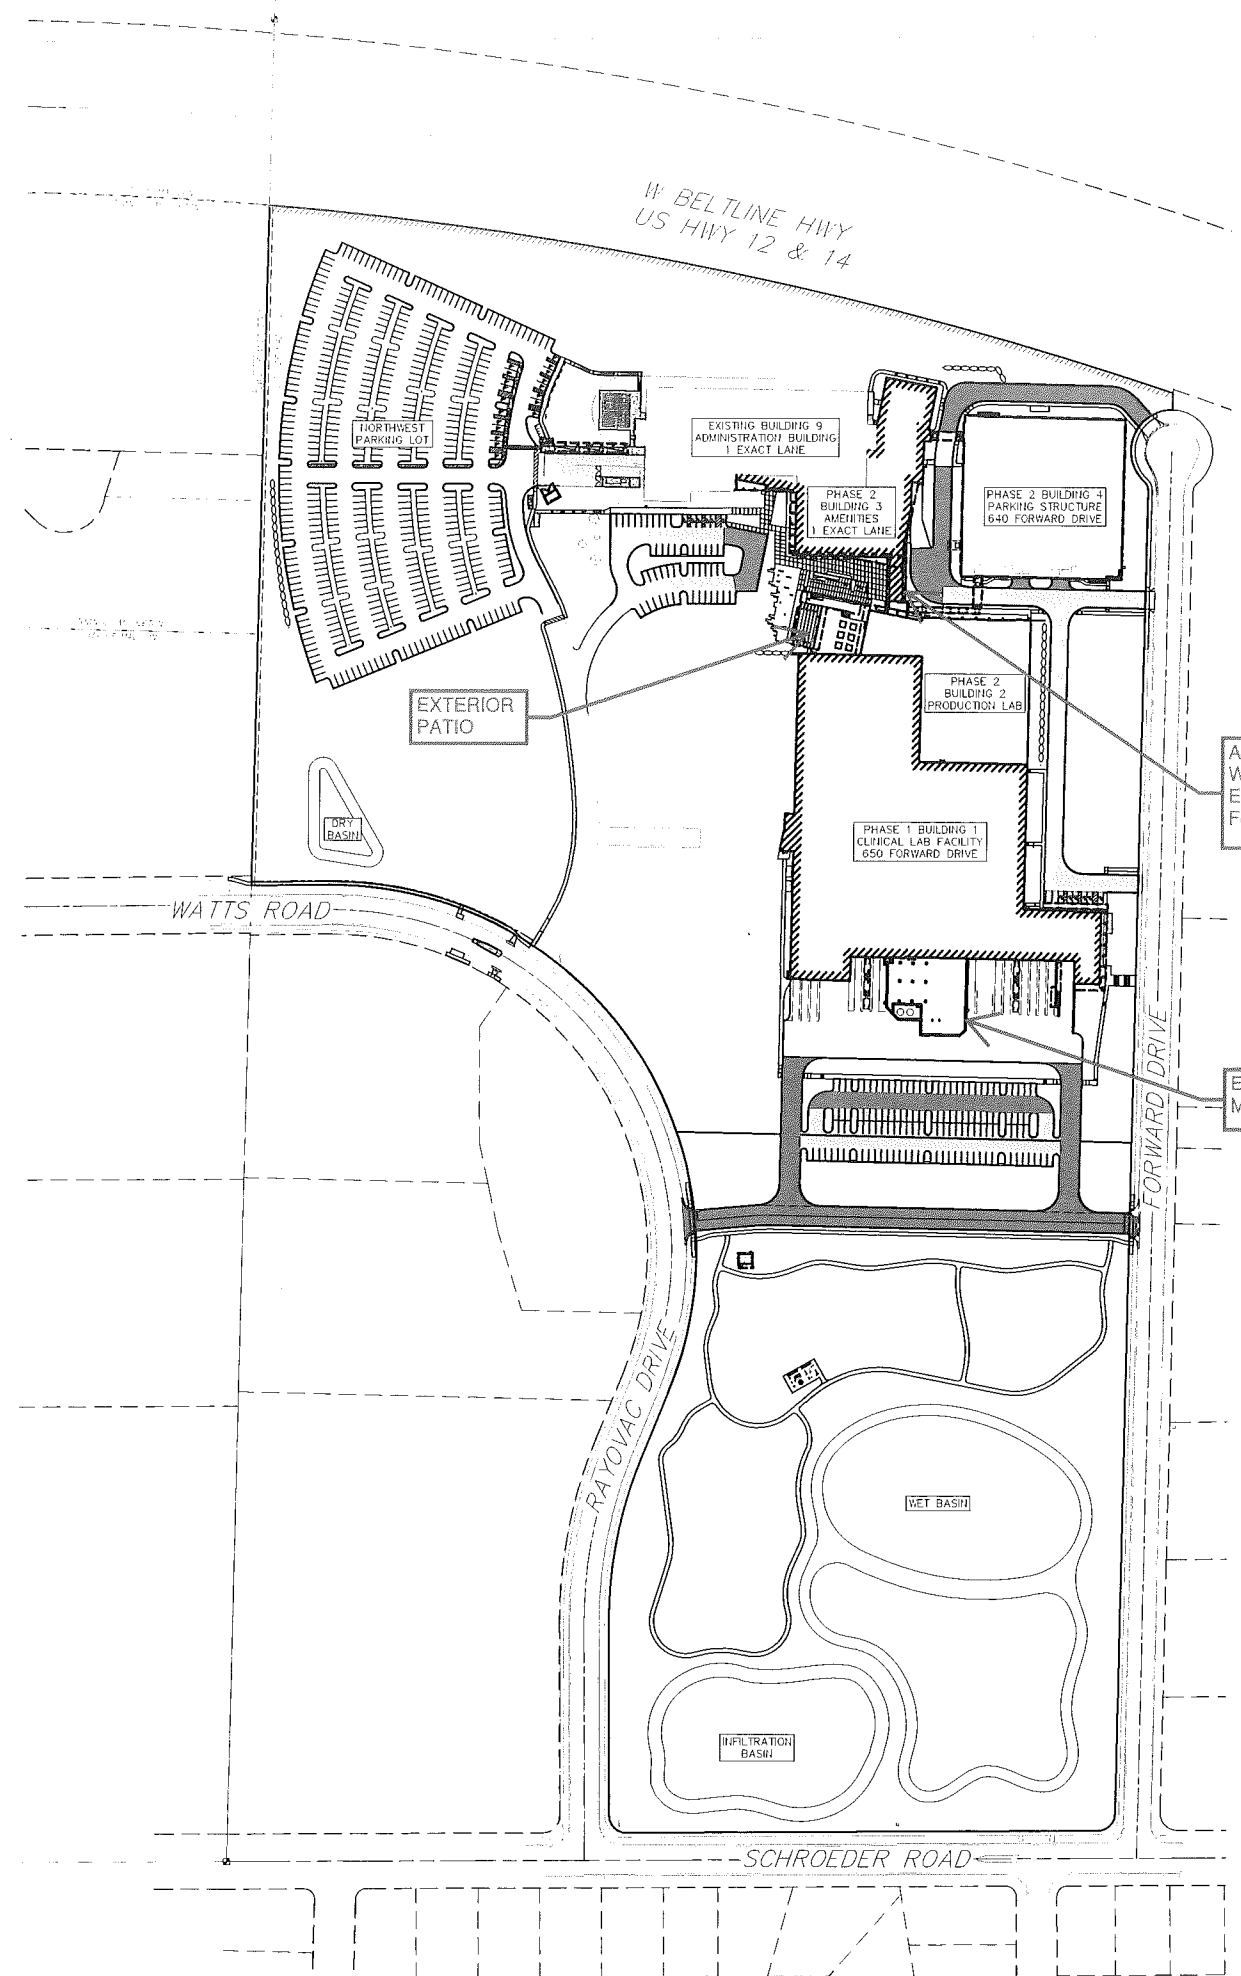 W BELTLINE HWY
US HWY 12 & 14
NORTHWEST
PARKING LOT
EXISTING BUILDING 9
ADMINISTRATION BUILDING
1 EXACT LANE
PHASE 2
BUILDING 3
AMENITIES
1 EXACT LANE
PHASE 2 BUILDING 4
PARKING STRUCTURE
640 FORWARD DRIVE
EXTERIOR
PATIO
PHASE 2
BUILDING 2
PRODUCTION LAB
A
W
E
F
DRY
BASIN
PHASE 1 BUILDING 1
CLINICAL LAB FACILITY
650 FORWARD DRIVE
WATTS ROAD
FORWARD DRIVE
E
M
RAYOVAC DRIVE
WET BASIN
INFILTRATION
BASIN
SCHROEDER ROAD